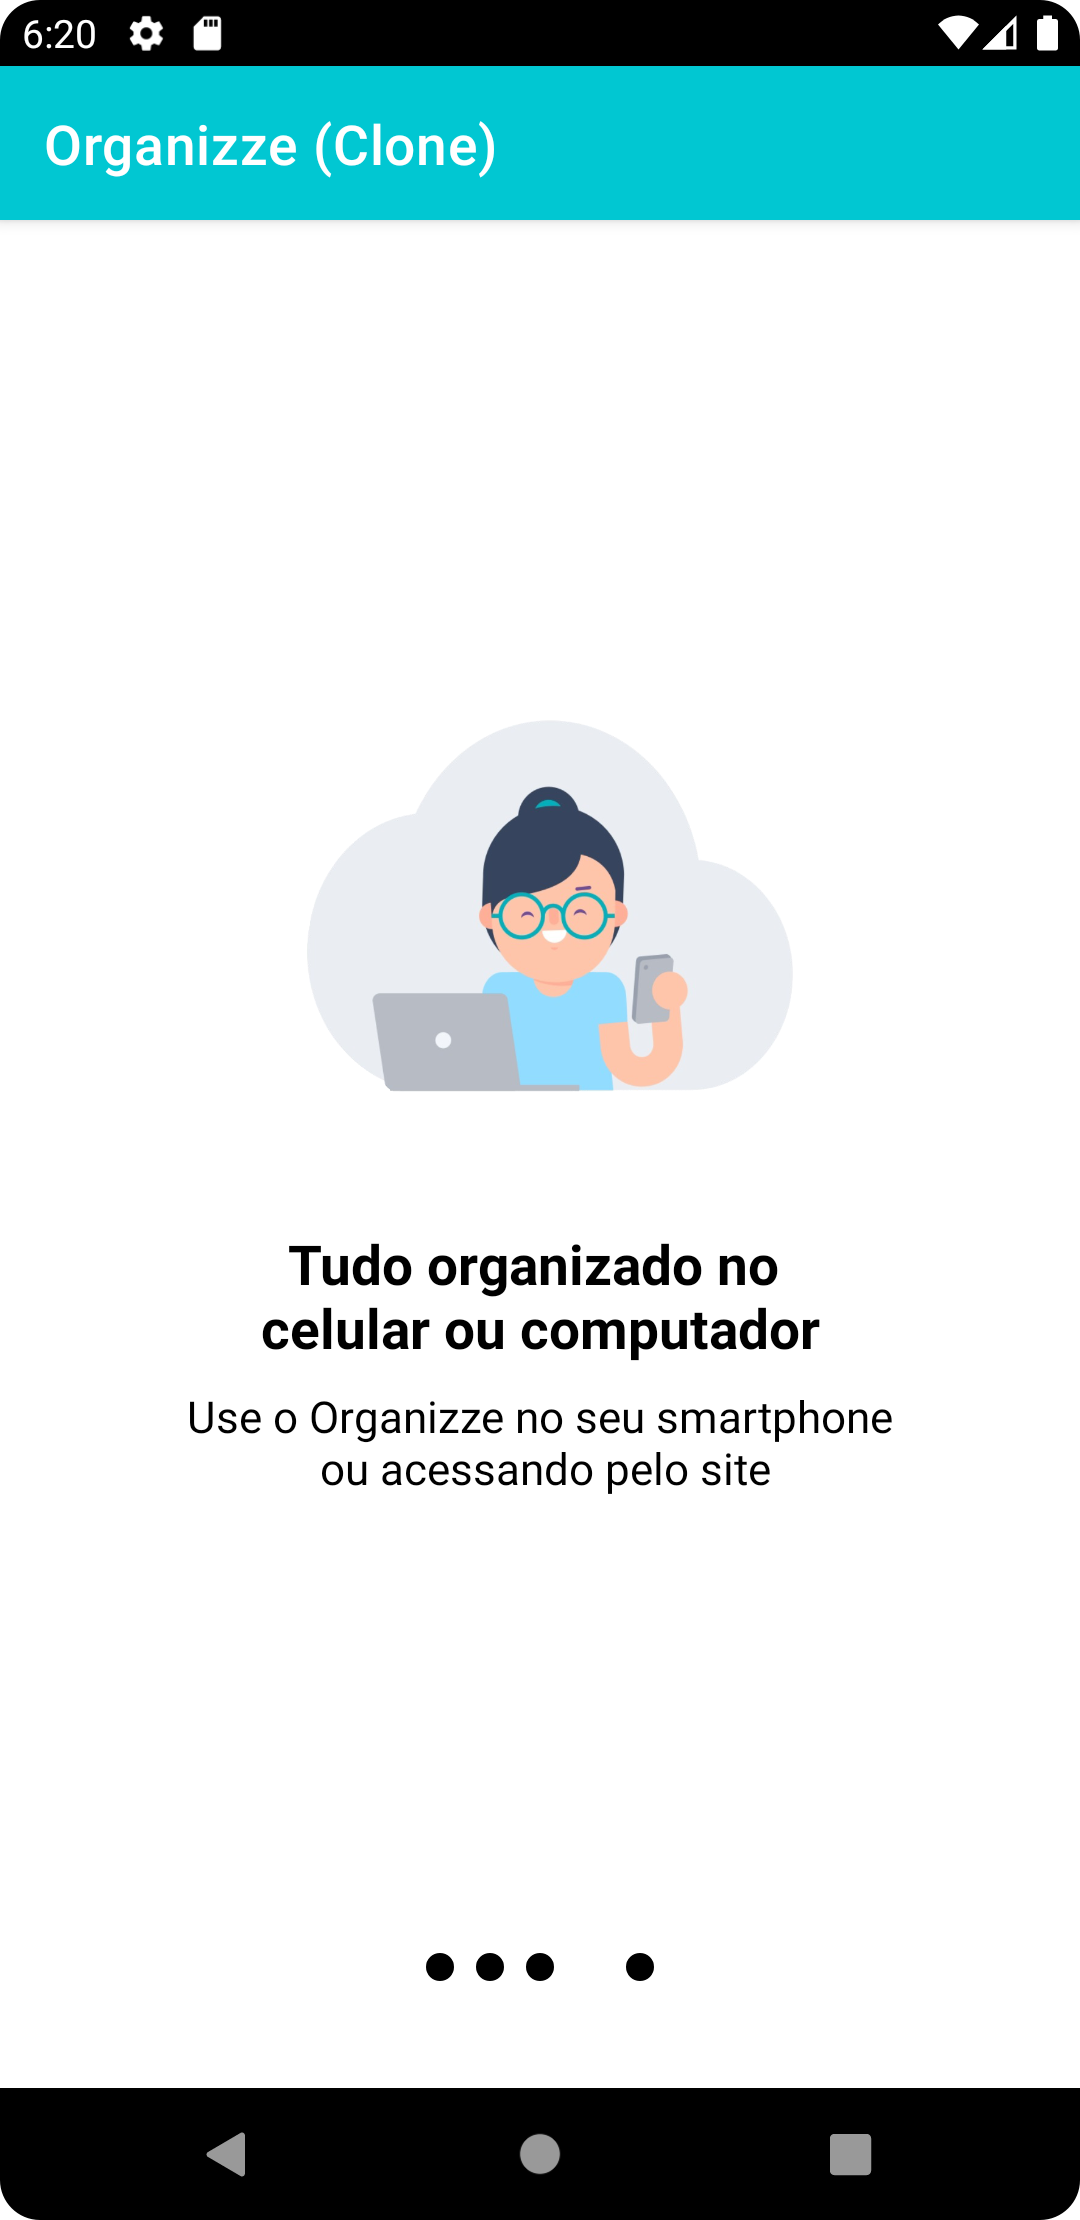 6:20
Organizze (Clone)
Tudo organizado no
celular ou computador
Use o Organizze no seu smartphone
ou acessando pelo site